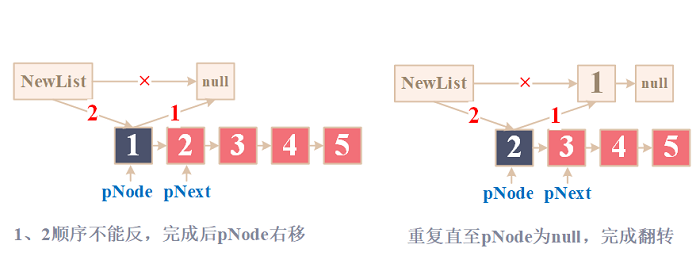 NewList × null
2 1
1 2 3 4 5
pNode pNext
1、2顺序不能反，完成后pNode右移
NewList × 1 null
2 1
2 3 4 5
pNode pNext
重复直至pNode为null，完成翻转